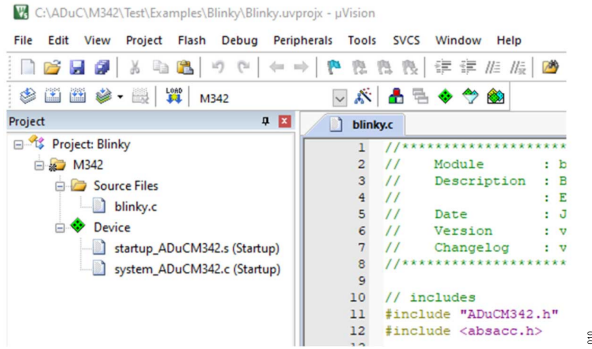 C:\ADuC\M342\Test\Examples\Blinky\Blinky.uvprojx - µVision
File Edit View Project Flash Debug Peripherals Tools SVCS Window Help
LOAD
M342
Project
blinky.c
Project: Blinky
M342
Source Files
blinky.c
Device
startup_ADuCM342.s (Startup)
system_ADuCM342.c (Startup)
1 //**********************
2 // Module : b
3 // Description : B
4 // : E
5 // Date : J
6 // Version : v
7 // Changelog : v
8 //**********************
9
10 // includes
11 #include "ADuCM342.h"
12 #include <absacc.h>
010